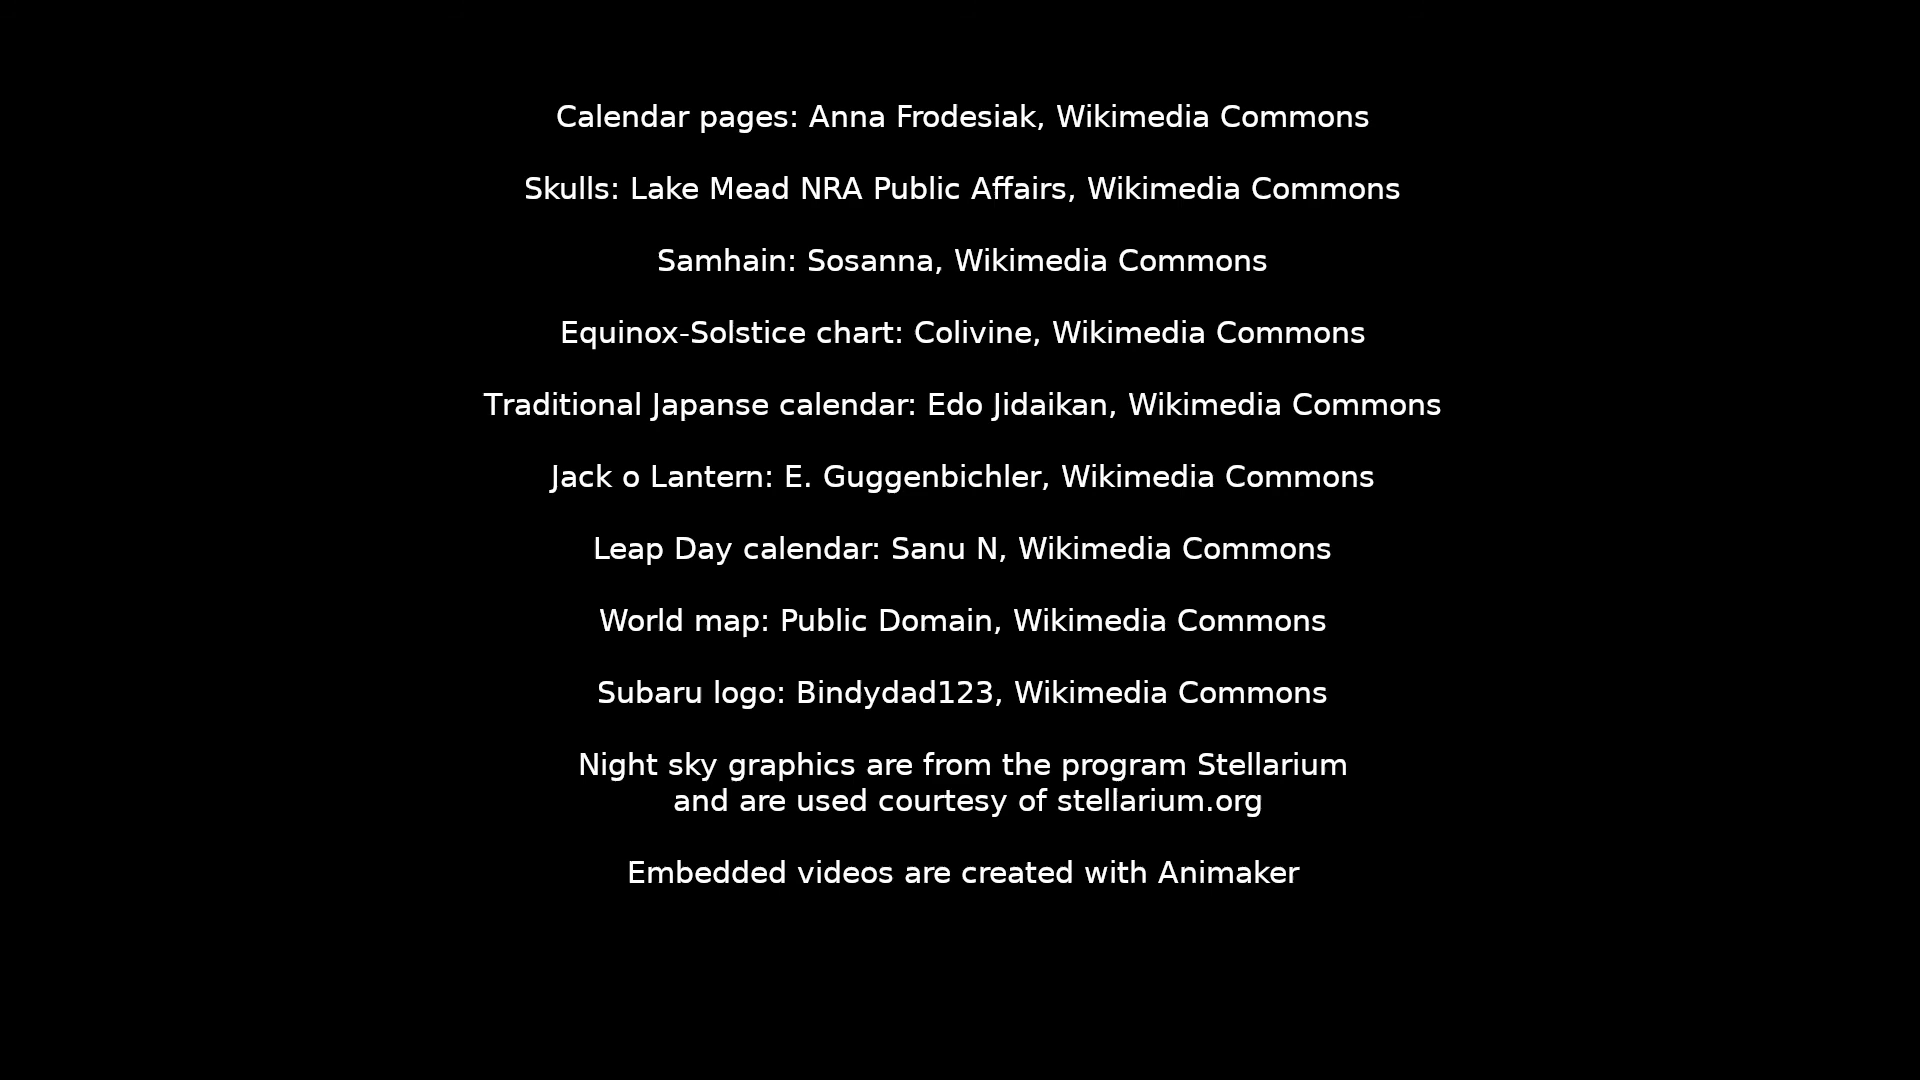 Calendar pages: Anna Frodesiak, Wikimedia Commons
Skulls: Lake Mead NRA Public Affairs, Wikimedia Commons
Samhain: Sosanna, Wikimedia Commons
Equinox-Solstice chart: Colivine, Wikimedia Commons
Traditional Japanse calendar: Edo Jidaikan, Wikimedia Commons
Jack o Lantern: E. Guggenbichler, Wikimedia Commons
Leap Day calendar: Sanu N, Wikimedia Commons
World map: Public Domain, Wikimedia Commons
Subaru logo: Bindydad123, Wikimedia Commons
Night sky graphics are from the program Stellarium
and are used courtesy of stellarium.org
Embedded videos are created with Animaker